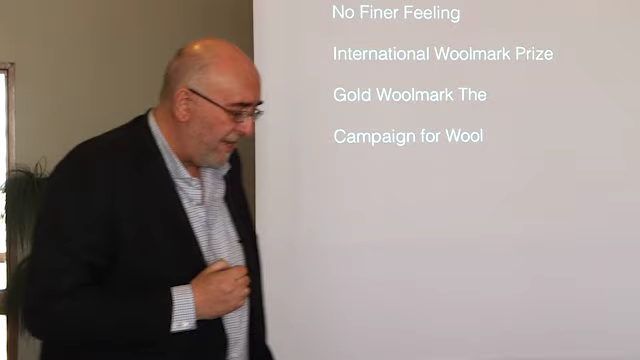 No Finer Feeling
International Woolmark Prize
Gold Woolmark The
Campaign for Wool